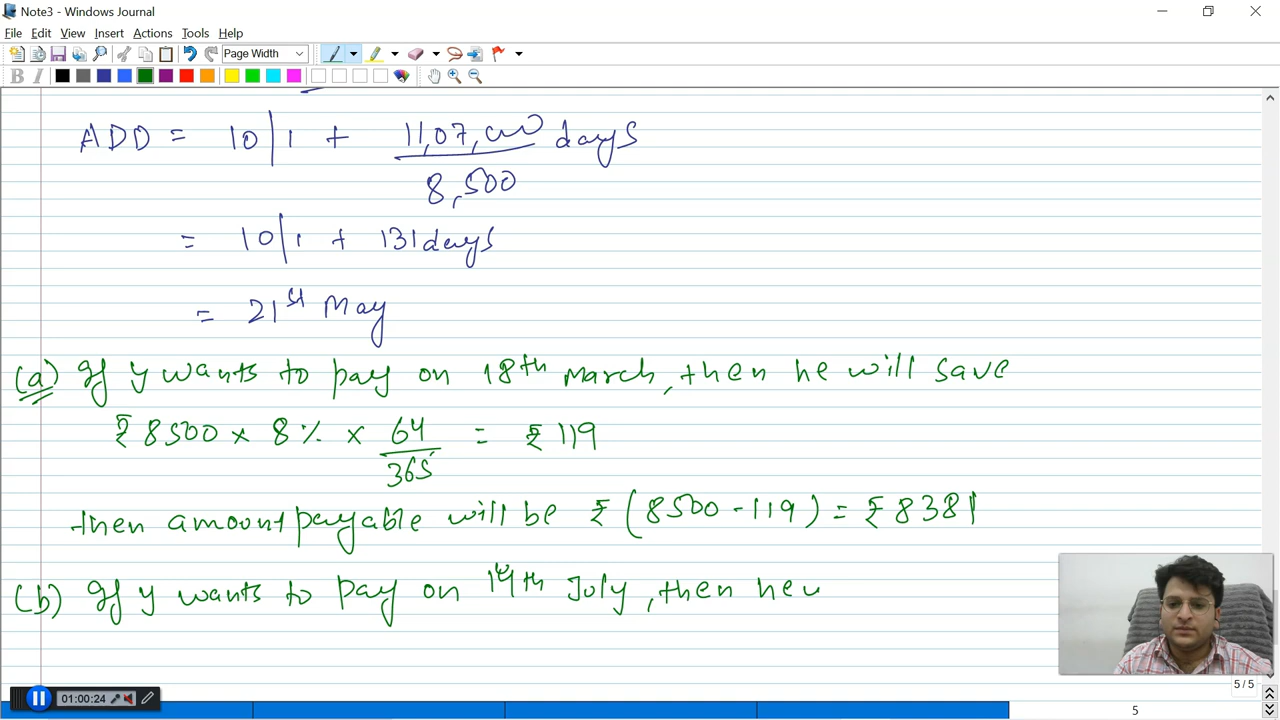 Note3 - Windows Journal
File Edit View Insert Actions Tools Help
Page Width
B I
ADD = 10|1 + 11,07,000 days
8,500
= 10|1 + 131 days
= 21st May
(a) If y wants to pay on 18th March, then he will save
₹ 8500 × 8 % × 64 = ₹ 119
365
then amount payable will be ₹ (8500 - 119) = ₹ 8381
(b) If y wants to pay on 14th July, then he
01:00:24
5 / 5
5